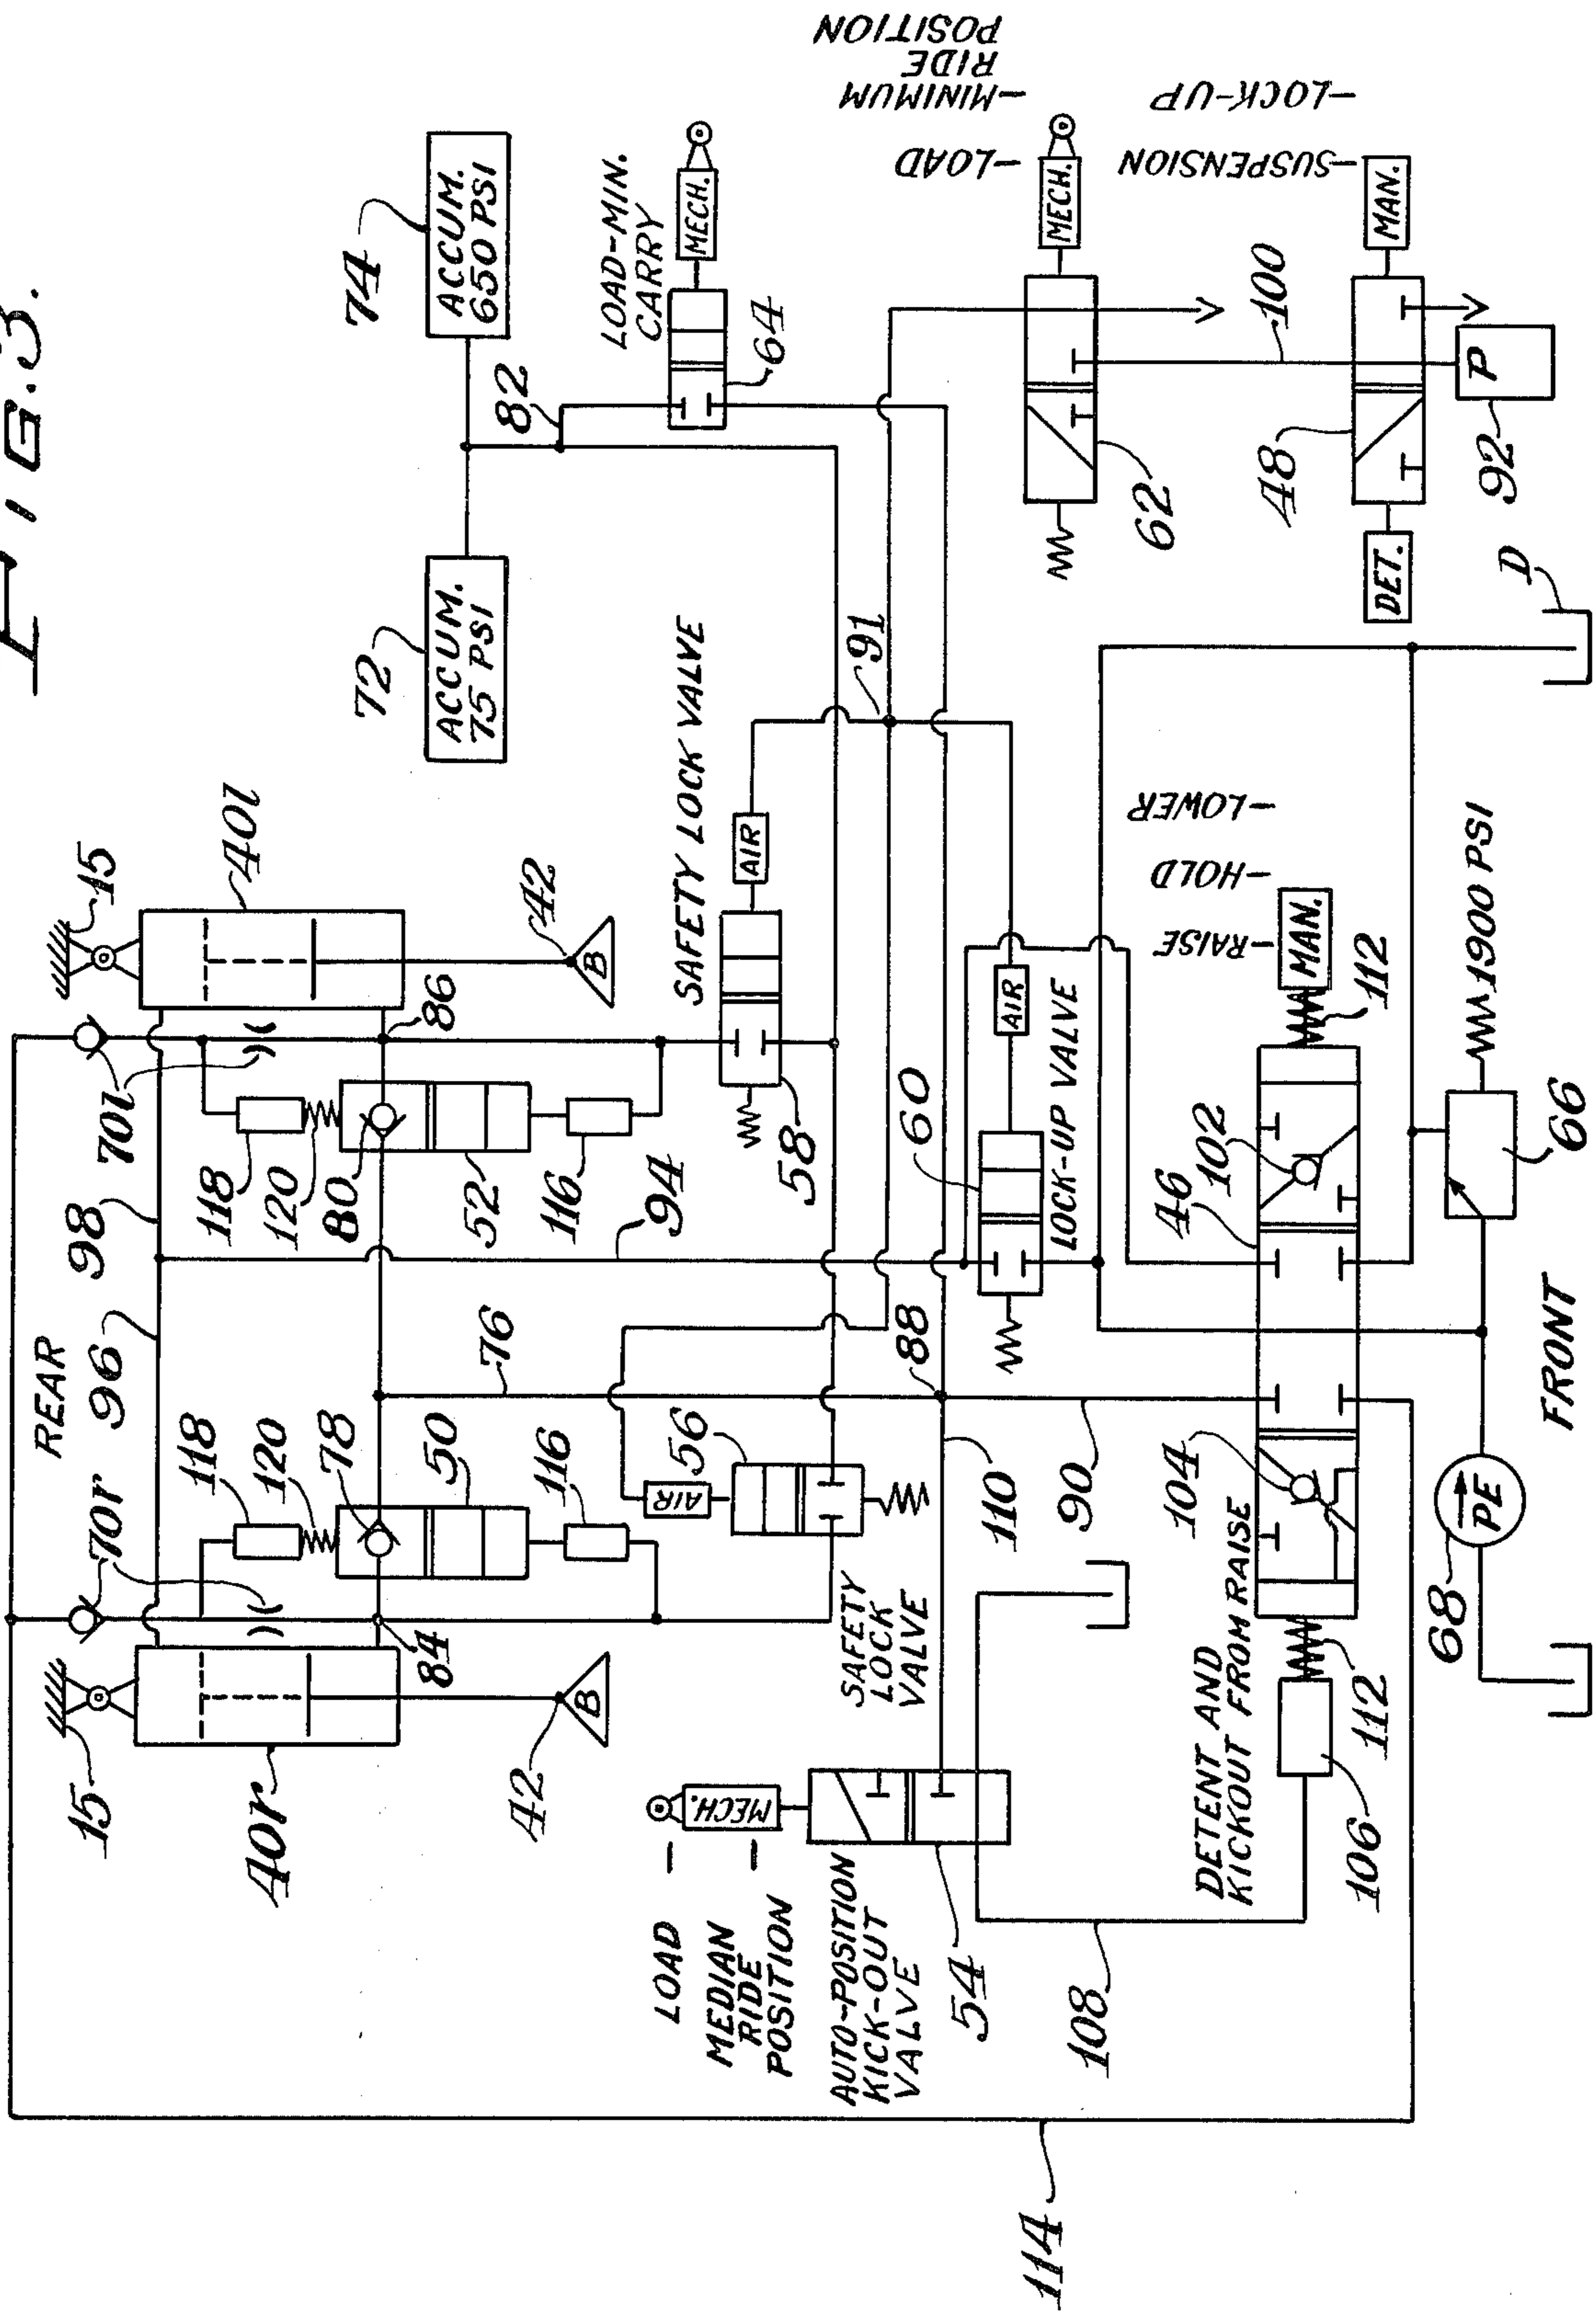 FIG.3.
REAR
FRONT
15
40r
42
B
84
70r
118
120
78
50
116
96
98
76
70l
118
120
80
52
116
94
86
15
40l
42
B
72
ACCUM.
75 PSI
74
ACCUM.
650 PSI
82
LOAD-MIN.
CARRY
MECH.
64
SAFETY LOCK VALVE
AIR
58
91
56
AIR
SAFETY
LOCK
VALVE
88
110
90
60
AIR
LOCK-UP VALVE
LOAD
MEDIAN
RIDE
POSITION
MECH.
AUTO-POSITION
KICK-OUT
VALVE
54
108
114
DETENT AND
KICKOUT FROM RAISE
106
112
104
46
102
112
MAN.
-RAISE
-HOLD
-LOWER
68
PE
66
1900 PSI
D
-LOAD
-MINIMUM
RIDE
POSITION
MECH.
62
100
-SUSPENSION
-LOCK-UP
MAN.
DET.
48
P
92